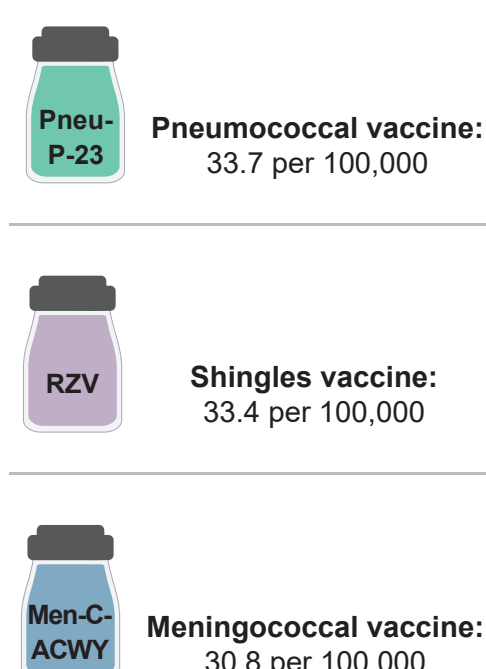 Pneu-
P-23
Pneumococcal vaccine:
33.7 per 100,000
RZV
Shingles vaccine:
33.4 per 100,000
Men-C-
ACWY
Meningococcal vaccine:
30.8 per 100,000